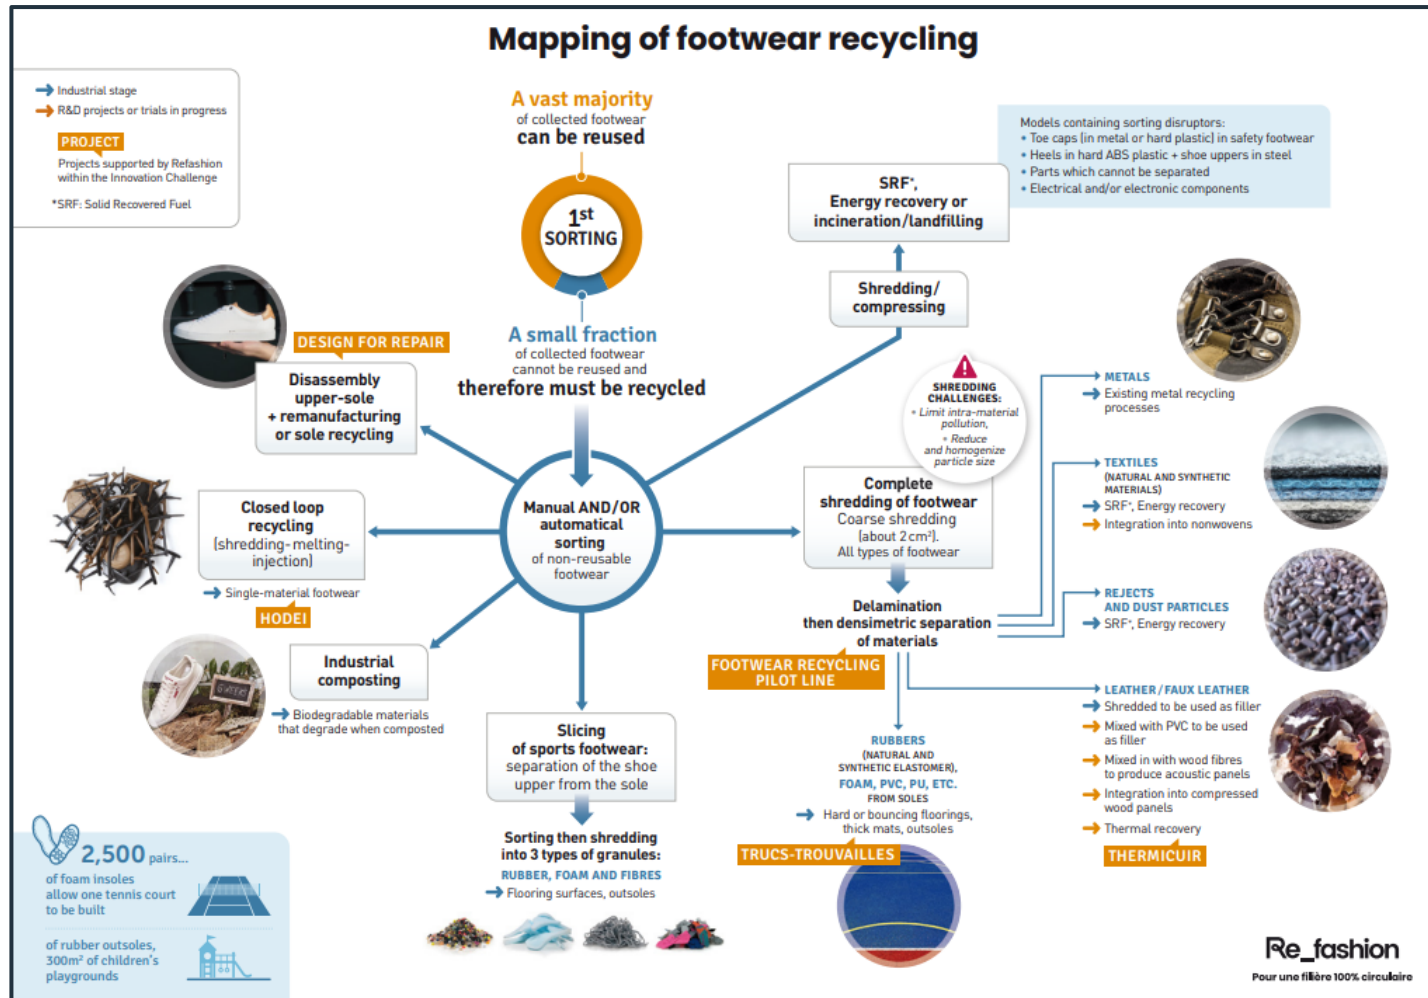 Mapping of footwear recycling
Industrial stage
R&D projects or trials in progress
PROJECT
Projects supported by Refashion
within the Innovation Challenge
*SRF: Solid Recovered Fuel
A vast majority
of collected footwear
can be reused
1st
SORTING
A small fraction
of collected footwear
cannot be reused and
therefore must be recycled
Models containing sorting disruptors:
• Toe caps (in metal or hard plastic) in safety footwear
• Heels in hard ABS plastic + shoe uppers in steel
• Parts which cannot be separated
• Electrical and/or electronic components
SRF*,
Energy recovery or
incineration/landfilling
Shredding/
compressing
DESIGN FOR REPAIR
Disassembly
upper-sole
+ remanufacturing
or sole recycling
Closed loop
recycling
(shredding-melting-
injection)
Single-material footwear
HODEI
6 WEEKS
Industrial
composting
Biodegradable materials
that degrade when composted
Manual AND/OR
automatical
sorting
of non-reusable
footwear
Slicing
of sports footwear:
separation of the shoe
upper from the sole
Sorting then shredding
into 3 types of granules:
RUBBER, FOAM AND FIBRES
Flooring surfaces, outsoles
SHREDDING
CHALLENGES:
• Limit intra-material
pollution,
• Reduce
and homogenize
particle size
Complete
shredding of footwear
Coarse shredding
(about 2 cm²).
All types of footwear
Delamination
then densimetric separation
of materials
FOOTWEAR RECYCLING
PILOT LINE
RUBBERS
(NATURAL AND
SYNTHETIC ELASTOMER),
FOAM, PVC, PU, ETC.
FROM SOLES
Hard or bouncing floorings,
thick mats, outsoles
TRUCS-TROUVAILLES
METALS
Existing metal recycling
processes
TEXTILES
(NATURAL AND SYNTHETIC
MATERIALS)
SRF*, Energy recovery
Integration into nonwovens
REJECTS
AND DUST PARTICLES
SRF*, Energy recovery
LEATHER/FAUX LEATHER
Shredded to be used as filler
Mixed with PVC to be used
as filler
Mixed in with wood fibres
to produce acoustic panels
Integration into compressed
wood panels
Thermal recovery
THERMICUIR
2,500 pairs...
of foam insoles
allow one tennis court
to be built
of rubber outsoles,
300m² of children's
playgrounds
Re_fashion
Pour une filière 100% circulaire